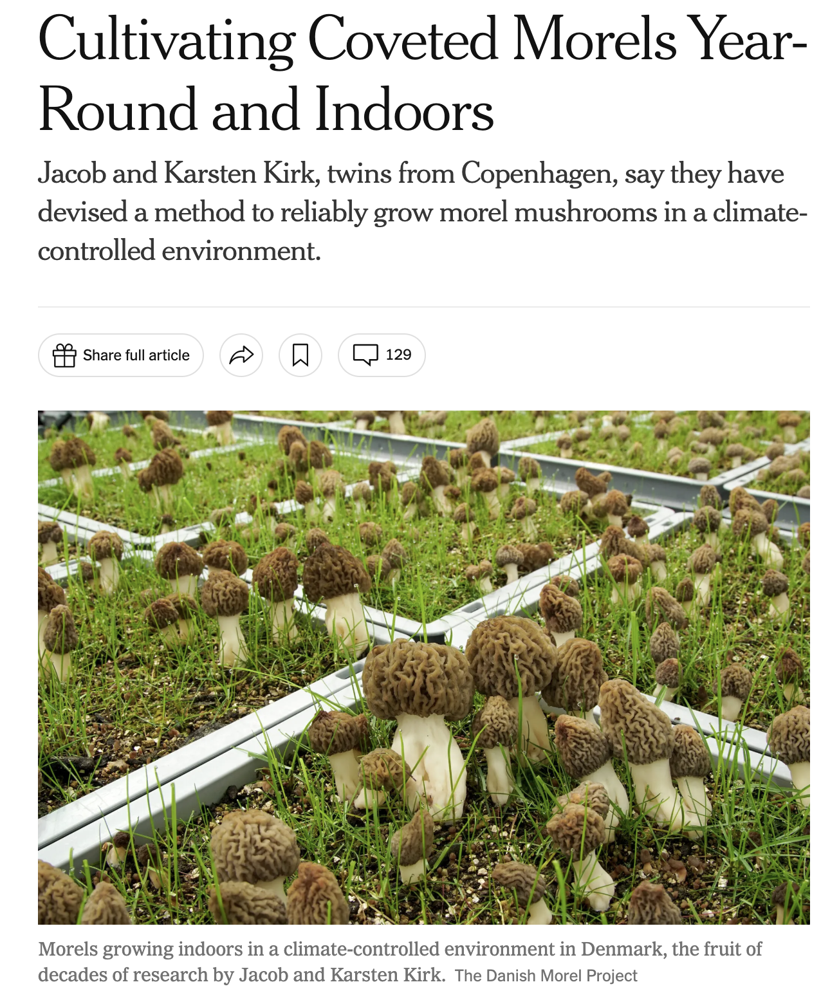 Cultivating Coveted Morels Year-
Round and Indoors
Jacob and Karsten Kirk, twins from Copenhagen, say they have
devised a method to reliably grow morel mushrooms in a climate-
controlled environment.
Share full article
129
Morels growing indoors in a climate-controlled environment in Denmark, the fruit of
decades of research by Jacob and Karsten Kirk. The Danish Morel Project